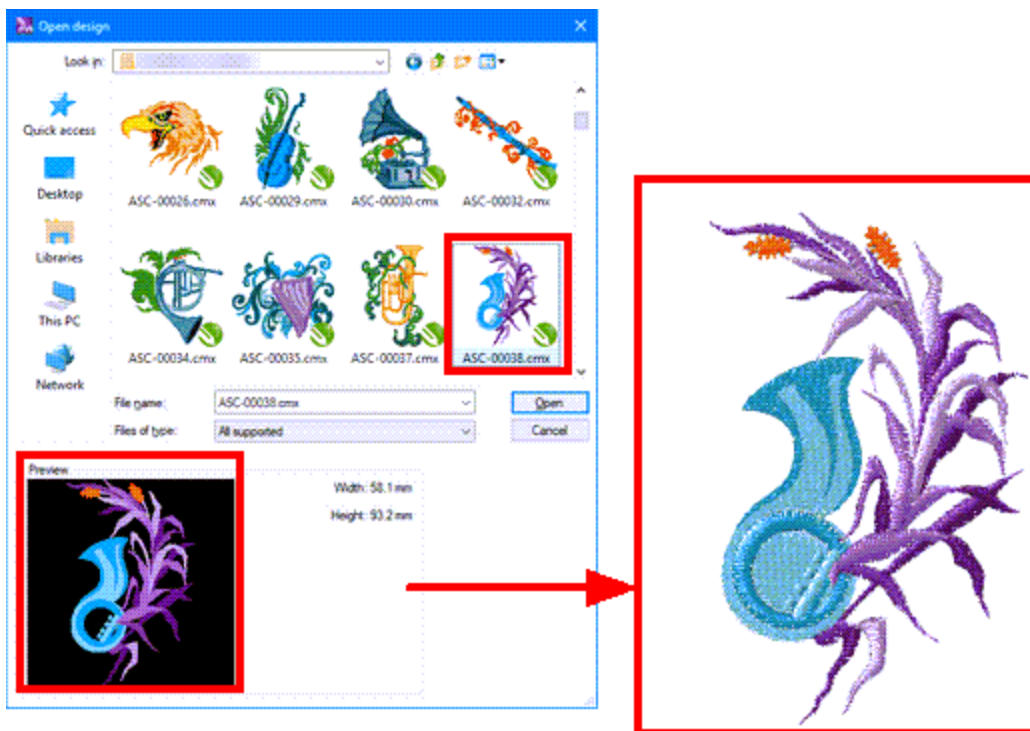 Open design
Look in:
Quick access
Desktop
Libraries
This PC
Network
ASC-00026.cmx ASC-00029.cmx ASC-00030.cmx ASC-00032.cmx
ASC-00034.cmx ASC-00035.cmx ASC-00037.cmx ASC-00038.cmx
File name: ASC-00038.cmx Open
Files of type: All supported Cancel
Preview
Width: 58.1 mm
Height: 93.2 mm